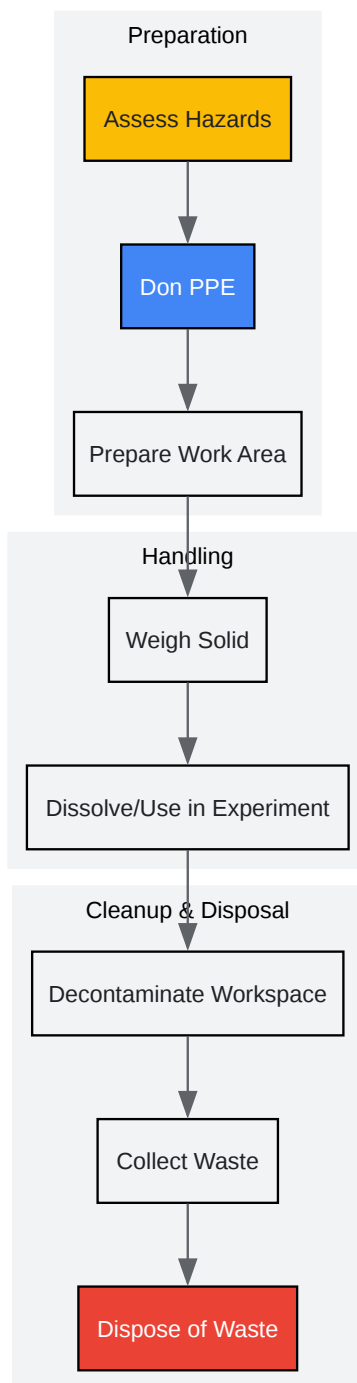 Preparation
Assess Hazards
Don PPE
Prepare Work Area
Handling
Weigh Solid
Dissolve/Use in Experiment
Cleanup & Disposal
Decontaminate Workspace
Collect Waste
Dispose of Waste